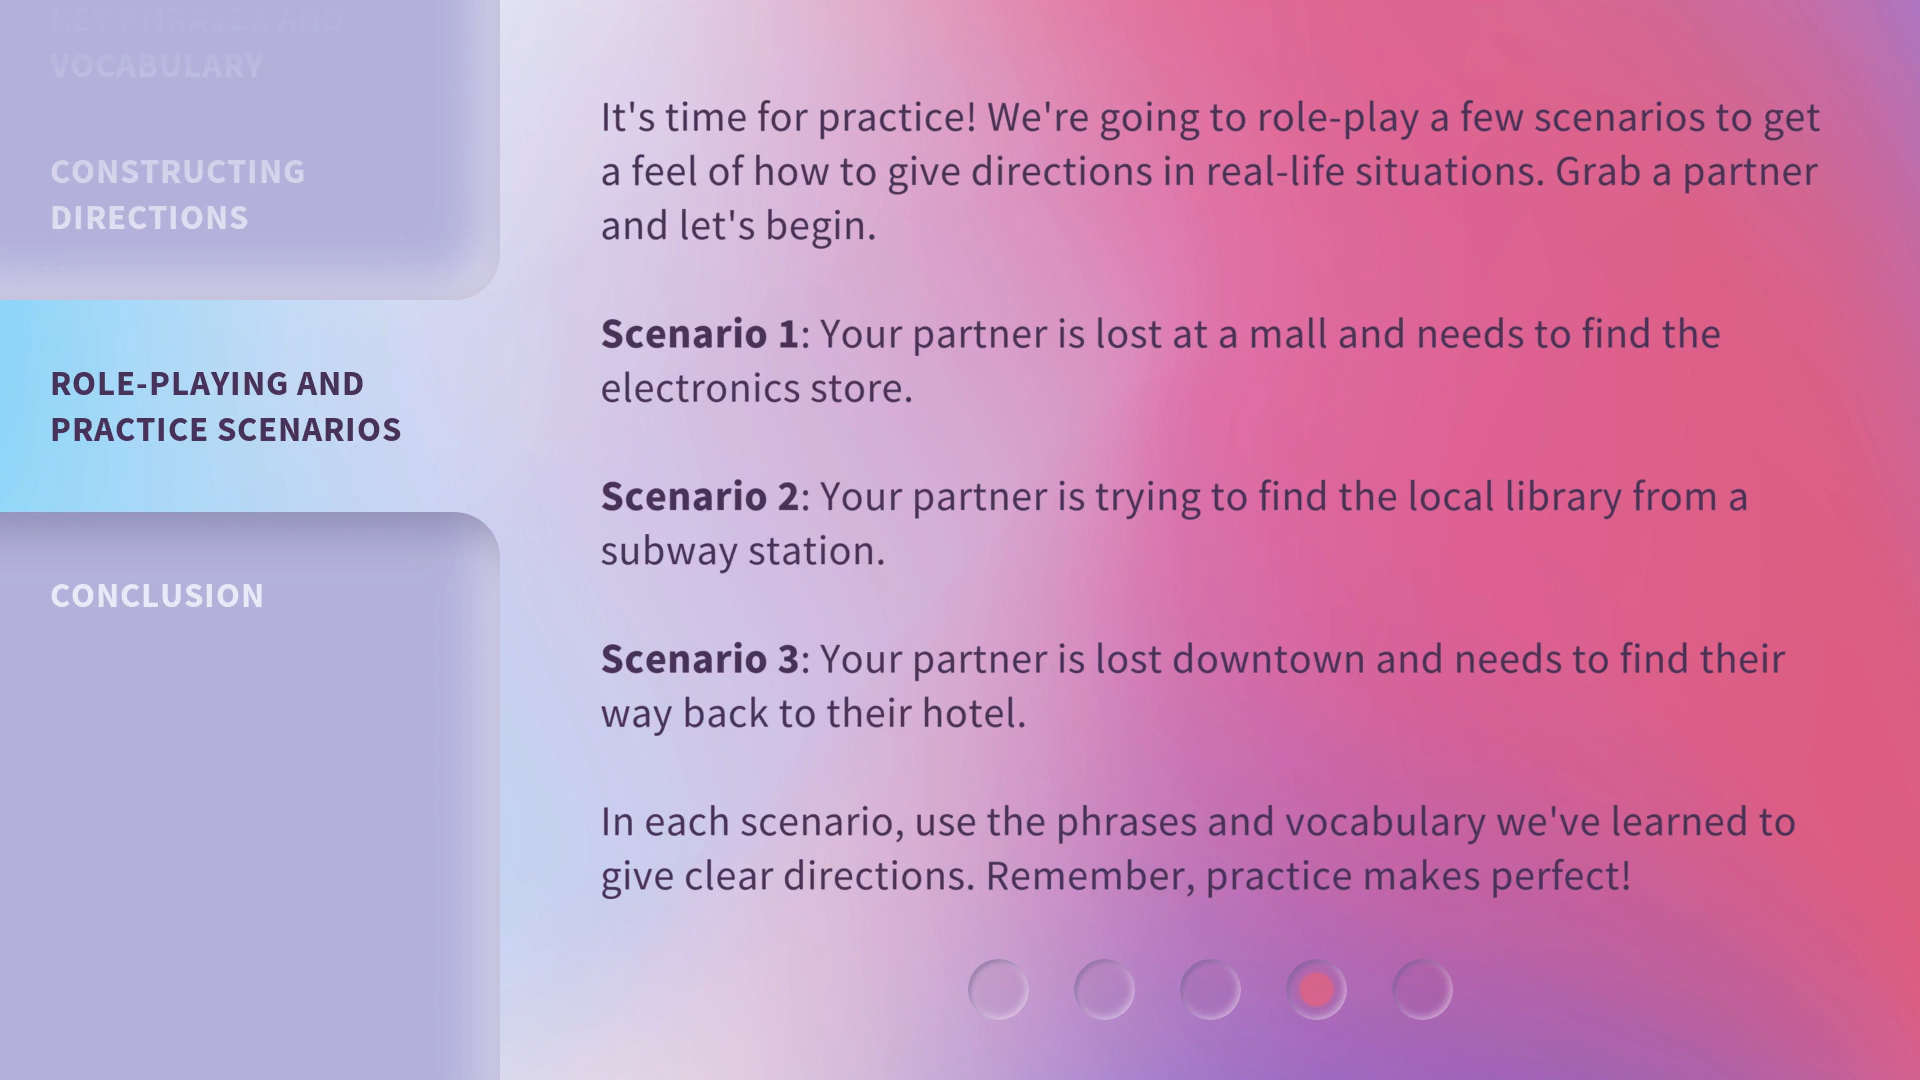 KEY PHRASES AND
VOCABULARY
CONSTRUCTING
DIRECTIONS
ROLE-PLAYING AND
PRACTICE SCENARIOS
CONCLUSION
It's time for practice! We're going to role-play a few scenarios to get
a feel of how to give directions in real-life situations. Grab a partner
and let's begin.
Scenario 1: Your partner is lost at a mall and needs to find the
electronics store.
Scenario 2: Your partner is trying to find the local library from a
subway station.
Scenario 3: Your partner is lost downtown and needs to find their
way back to their hotel.
In each scenario, use the phrases and vocabulary we've learned to
give clear directions. Remember, practice makes perfect!